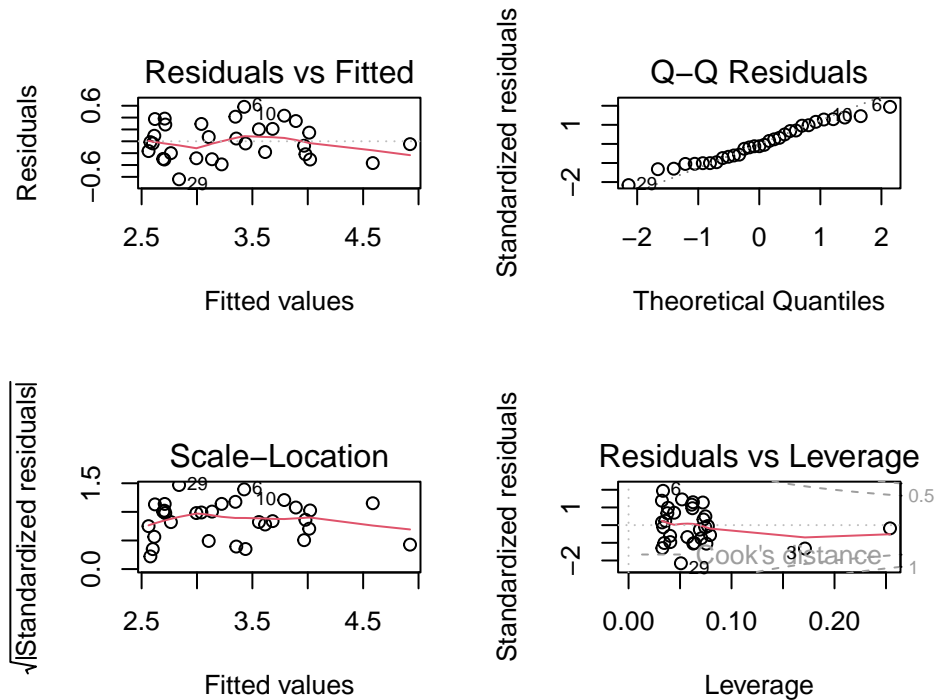 Residuals vs Fitted
Residuals
0.6
−0.6
6
10
29
2.5
3.5
4.5
Fitted values
Q−Q Residuals
Standardized residuals
1
−2
10
6
29
−2
−1
0
1
2
Theoretical Quantiles
Scale−Location
√|Standardized residuals|
1.5
0.0
29
6
10
2.5
3.5
4.5
Fitted values
Residuals vs Leverage
Standardized residuals
1
−2
6
0.5
3
Cook's distance
29
1
0.00
0.10
0.20
Leverage